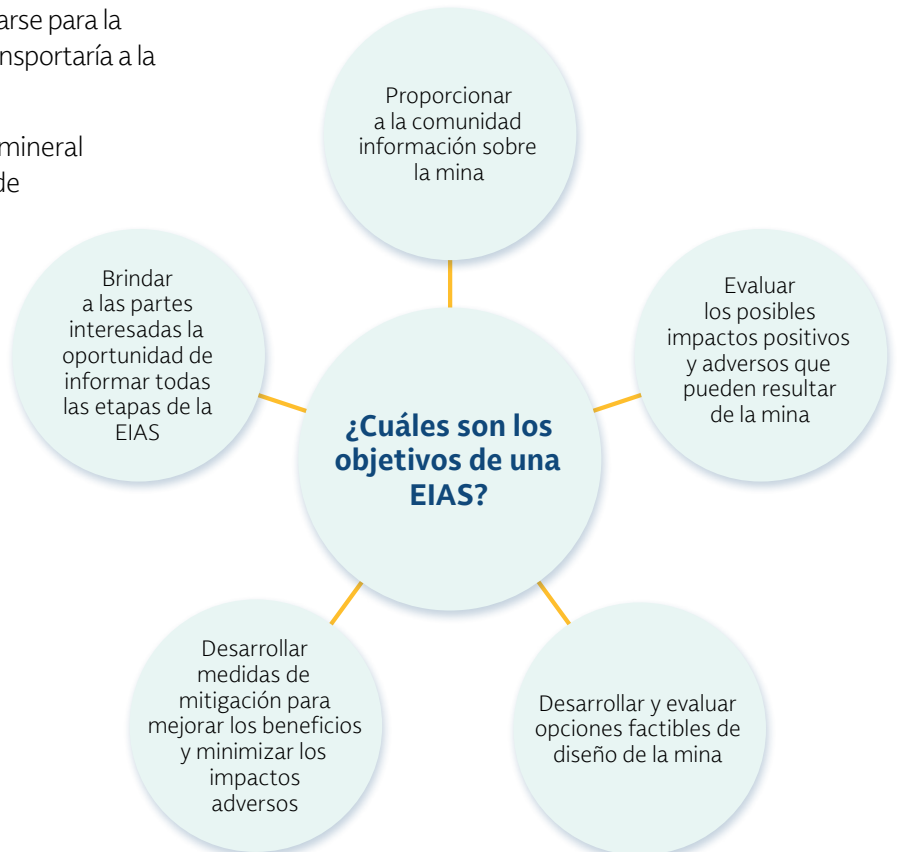 arse para la
nsportaría a la
mineral
de
Proporcionar
a la comunidad
información sobre
la mina
Brindar
a las partes
interesadas la
oportunidad de
informar todas
las etapas de la
EIAS
Evaluar
los posibles
impactos positivos
y adversos que
pueden resultar
de la mina
¿Cuáles son los
objetivos de una
EIAS?
Desarrollar
medidas de
mitigación para
mejorar los beneficios
y minimizar los
impactos
adversos
Desarrollar y evaluar
opciones factibles de
diseño de la mina